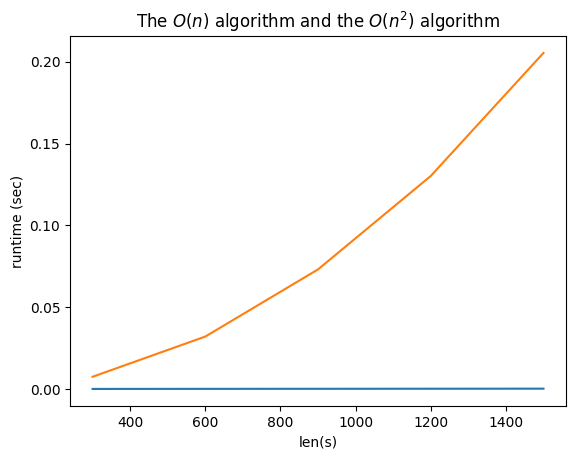 The $O(n)$ algorithm and the $O(n^2)$ algorithm
0.20
0.15
0.10
0.05
0.00
runtime (sec)
400 600 800 1000 1200 1400
len(s)